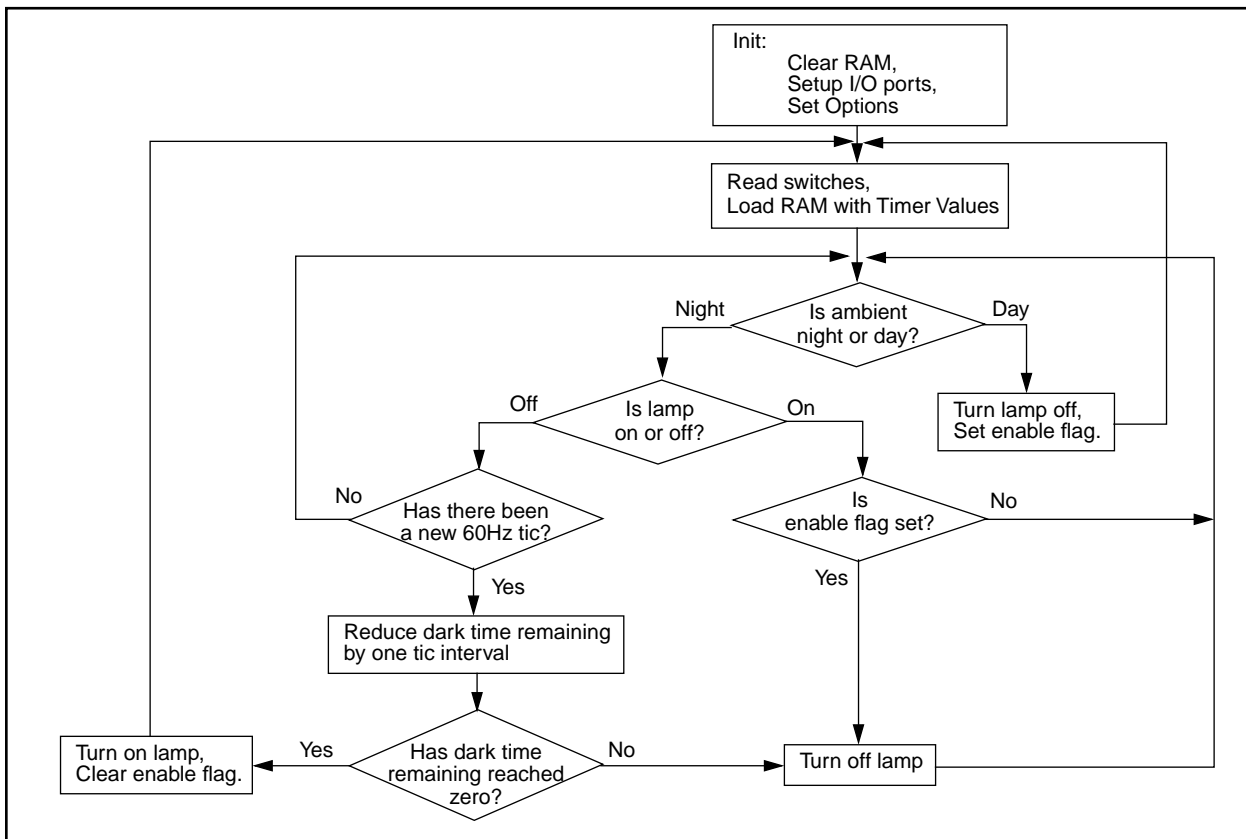 Init:
Clear RAM,
Setup I/O ports,
Set Options
Read switches,
Load RAM with Timer Values
Night
Is ambient
night or day?
Day
Off
Is lamp
on or off?
On
Turn lamp off,
Set enable flag.
No
Has there been
a new 60Hz tic?
Is
enable flag set?
No
Yes
Yes
Reduce dark time remaining
by one tic interval
Turn on lamp,
Clear enable flag.
Yes
Has dark time
remaining reached
zero?
No
Turn off lamp